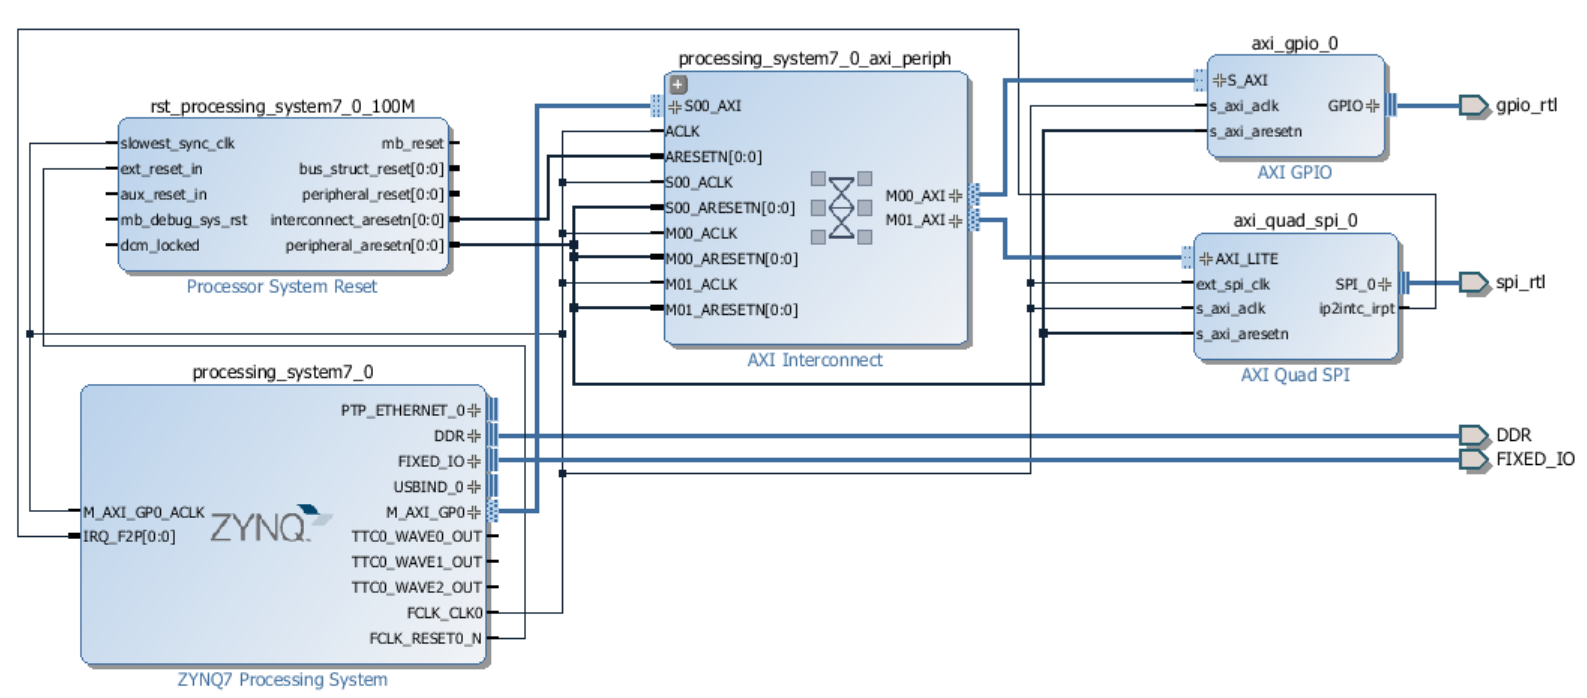 rst_processing_system7_0_100M
slowest_sync_clk
ext_reset_in
aux_reset_in
mb_debug_sys_rst
dcm_locked
mb_reset
bus_struct_reset[0:0]
peripheral_reset[0:0]
interconnect_aresetn[0:0]
peripheral_aresetn[0:0]
Processor System Reset
processing_system7_0
M_AXI_GP0_ACLK
IRQ_F2P[0:0]
ZYNQ
PTP_ETHERNET_0
DDR
FIXED_IO
USBIND_0
M_AXI_GP0
TTC0_WAVE0_OUT
TTC0_WAVE1_OUT
TTC0_WAVE2_OUT
FCLK_CLK0
FCLK_RESET0_N
ZYNQ7 Processing System
processing_system7_0_axi_periph
S00_AXI
ACLK
ARESETN[0:0]
S00_ACLK
S00_ARESETN[0:0]
M00_ACLK
M00_ARESETN[0:0]
M01_ACLK
M01_ARESETN[0:0]
M00_AXI
M01_AXI
AXI Interconnect
axi_gpio_0
S_AXI
s_axi_aclk
s_axi_aresetn
GPIO
AXI GPIO
axi_quad_spi_0
AXI_LITE
ext_spi_clk
s_axi_aclk
s_axi_aresetn
SPI_0
ip2intc_irpt
AXI Quad SPI
gpio_rtl
spi_rtl
DDR
FIXED_IO